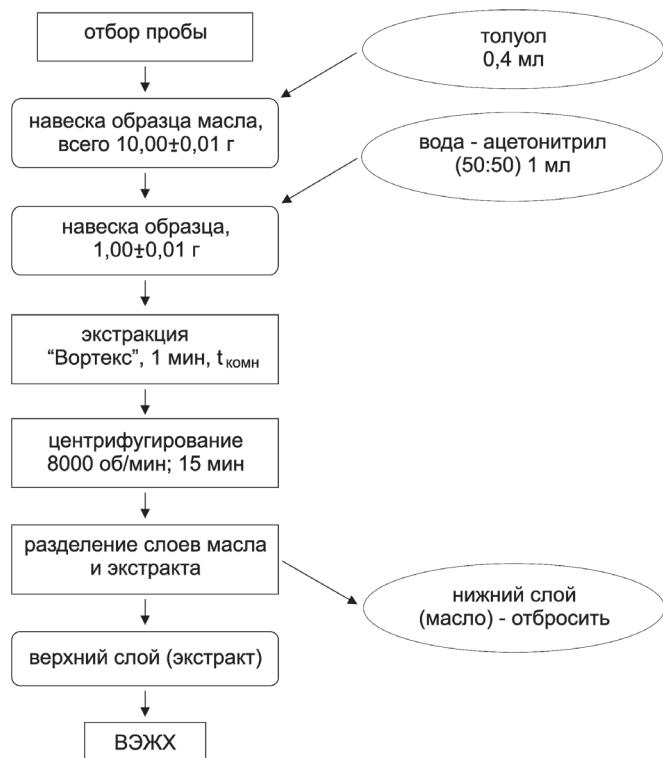 отбор пробы
толуол
0,4 мл
навеска образца масла,
всего 10,00±0,01 г
вода - ацетонитрил
(50:50) 1 мл
навеска образца,
1,00±0,01 г
экстракция
“Вортекс”, 1 мин, t комн
центрифугирование
8000 об/мин; 15 мин
разделение слоев масла
и экстракта
нижний слой
(масло) - отбросить
верхний слой (экстракт)
ВЭЖХ